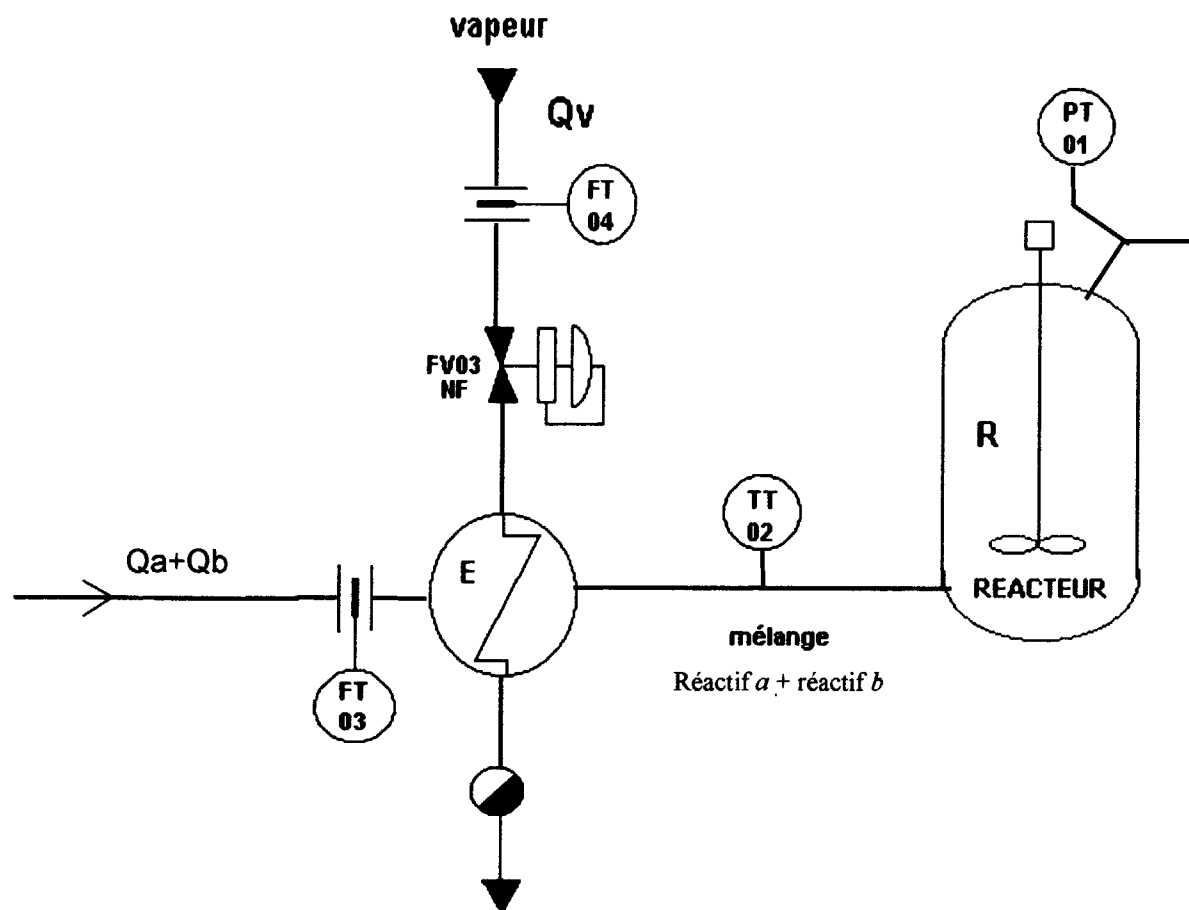 vapeur
Qv
PT
01
FT
04
FV03
NF
R
TT
02
Qa+Qb
E
REACTEUR
mélange
Réactif a + réactif b
FT
03